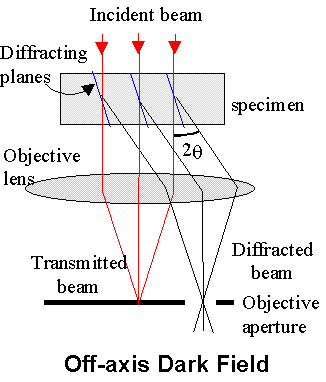 Incident beam
Diffracting
planes
specimen
2θ
Objective
lens
Transmitted
beam
Diffracted
beam
Objective
aperture
Off-axis Dark Field